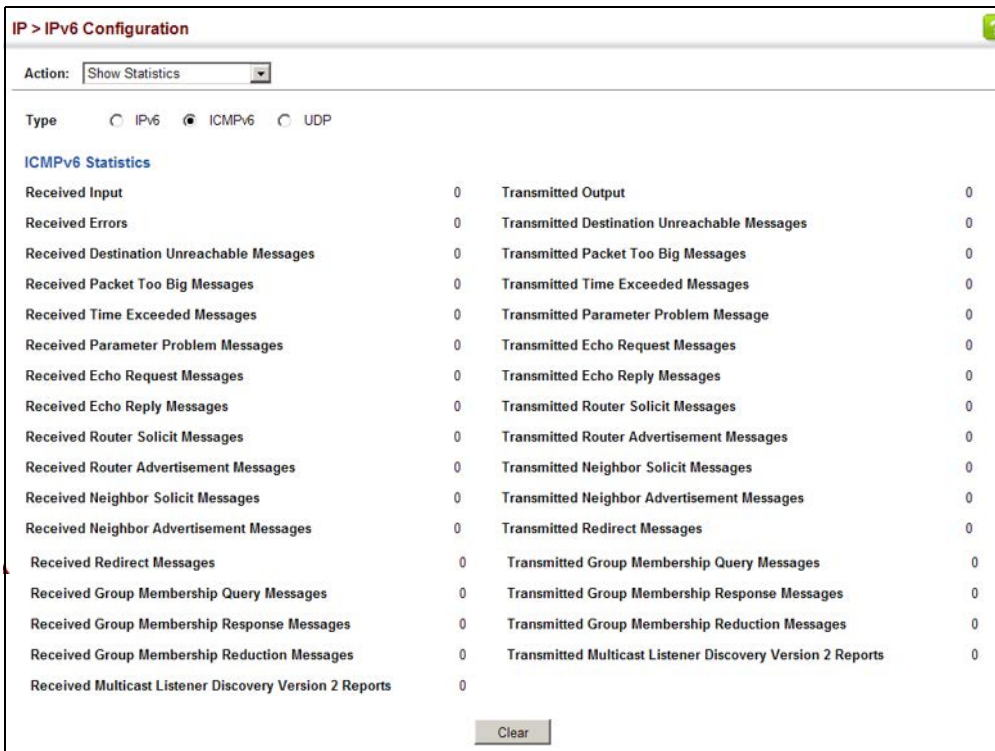 IP > IPv6 Configuration
?
Action: Show Statistics
Type IPv6 ICMPv6 UDP
ICMPv6 Statistics
Received Input 0 Transmitted Output 0
Received Errors 0 Transmitted Destination Unreachable Messages 0
Received Destination Unreachable Messages 0 Transmitted Packet Too Big Messages 0
Received Packet Too Big Messages 0 Transmitted Time Exceeded Messages 0
Received Time Exceeded Messages 0 Transmitted Parameter Problem Message 0
Received Parameter Problem Messages 0 Transmitted Echo Request Messages 0
Received Echo Request Messages 0 Transmitted Echo Reply Messages 0
Received Echo Reply Messages 0 Transmitted Router Solicit Messages 0
Received Router Solicit Messages 0 Transmitted Router Advertisement Messages 0
Received Router Advertisement Messages 0 Transmitted Neighbor Solicit Messages 0
Received Neighbor Solicit Messages 0 Transmitted Neighbor Advertisement Messages 0
Received Neighbor Advertisement Messages 0 Transmitted Redirect Messages 0
Received Redirect Messages 0 Transmitted Group Membership Query Messages 0
Received Group Membership Query Messages 0 Transmitted Group Membership Response Messages 0
Received Group Membership Response Messages 0 Transmitted Group Membership Reduction Messages 0
Received Group Membership Reduction Messages 0 Transmitted Multicast Listener Discovery Version 2 Reports 0
Received Multicast Listener Discovery Version 2 Reports 0
Clear